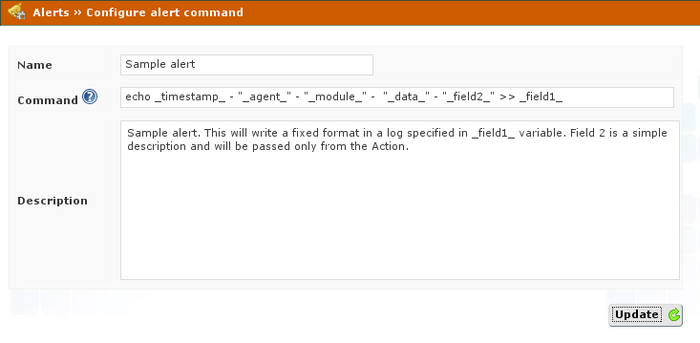 Alerts » Configure alert command
Name
Sample alert
Command
echo _timestamp_ - "_agent_" - "_module_" -  "_data_" - "_field2_" >> _field1_
Description
Sample alert. This will write a fixed format in a log specified in _field1_ variable. Field 2 is a simple
description and will be passed only from the Action.
Update